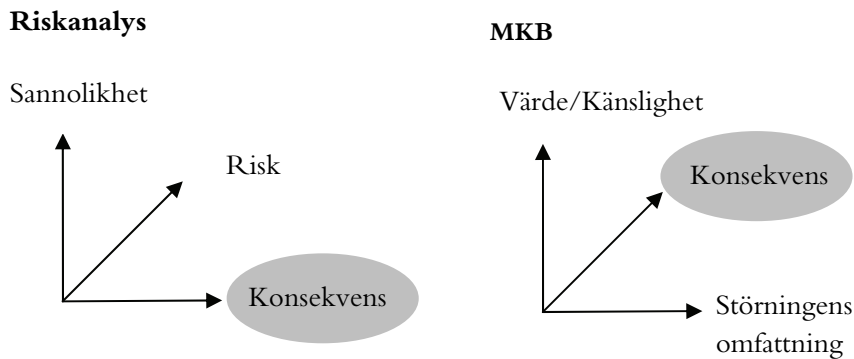 Riskanalys
Sannolikhet
Risk
Konsekvens
MKB
Värde/Känslighet
Konsekvens
Störningens
omfattning